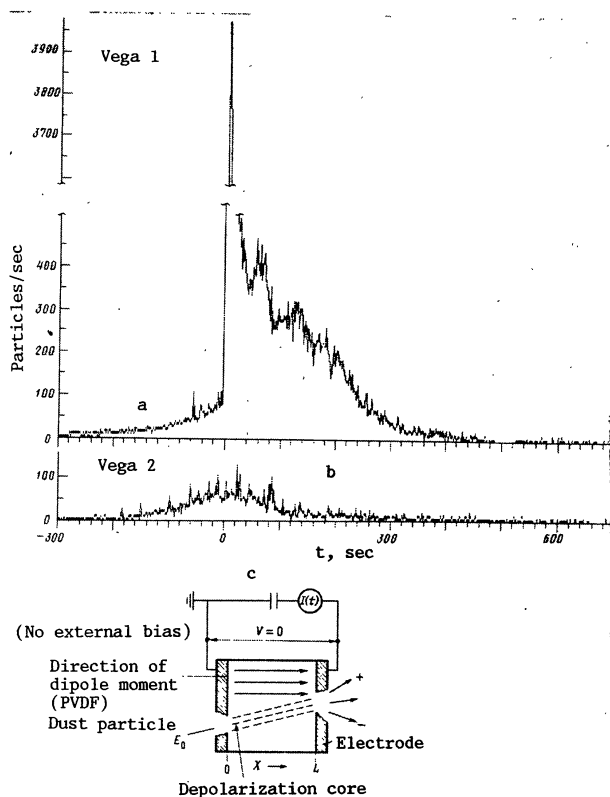 Vega 1
3900
3800
3700
Particles/sec
400
300
200
100
0
a
Vega 2
b
100
0
-300 0 300 600
t, sec
c
I(t)
(No external bias)
V = 0
Direction of
dipole moment
(PVDF)
Dust particle
E₀
+
−
Electrode
0 X → L
Depolarization core